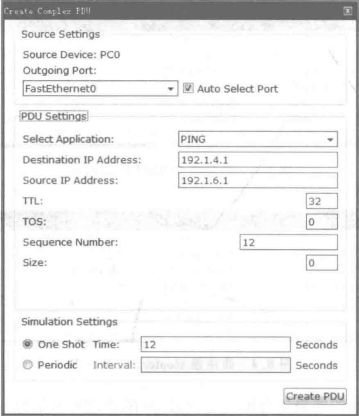 Create Complex PDU
Source Settings
Source Device: PC0
Outgoing Port:
FastEthernet0 Auto Select Port
PDU Settings
Select Application: PING
Destination IP Address: 192.1.4.1
Source IP Address: 192.1.6.1
TTL: 32
TOS: 0
Sequence Number: 12
Size: 0
Simulation Settings
One Shot Time: 12 Seconds
Periodic Interval: Seconds
Create PDU